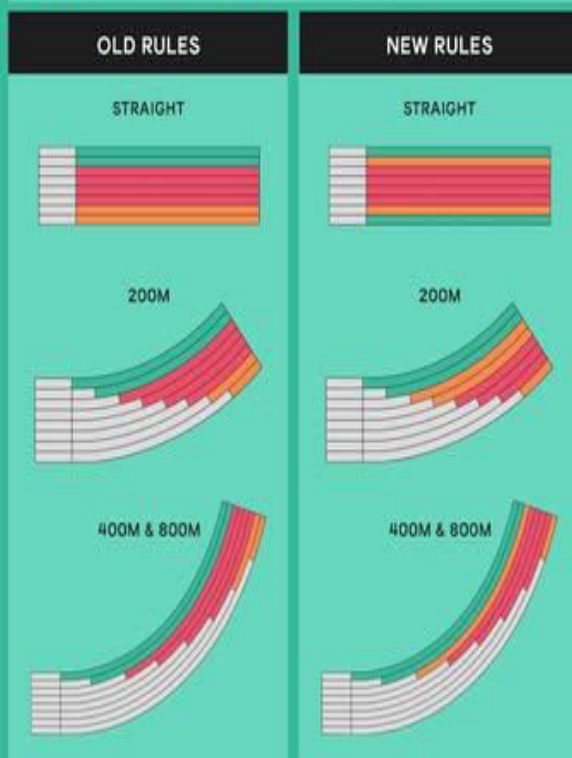 OLD RULES
STRAIGHT
200M
400M & 800M
NEW RULES
STRAIGHT
200M
400M & 800M